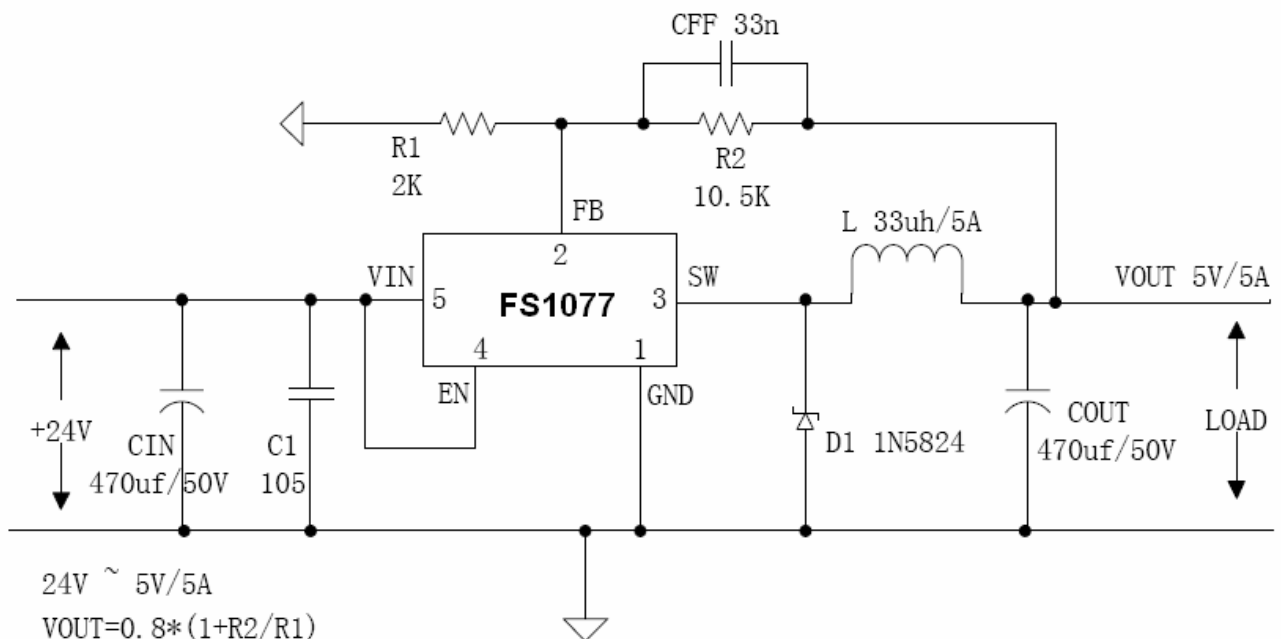 CFF 33n
R1
2K
R2
10.5K
FB
L 33uh/5A
VIN
2
SW
VOUT 5V/5A
5
FS1077
3
4
1
EN
GND
+24V
CIN
470uf/50V
C1
105
D1 1N5824
COUT
470uf/50V
LOAD
24V ~ 5V/5A
VOUT=0.8*(1+R2/R1)